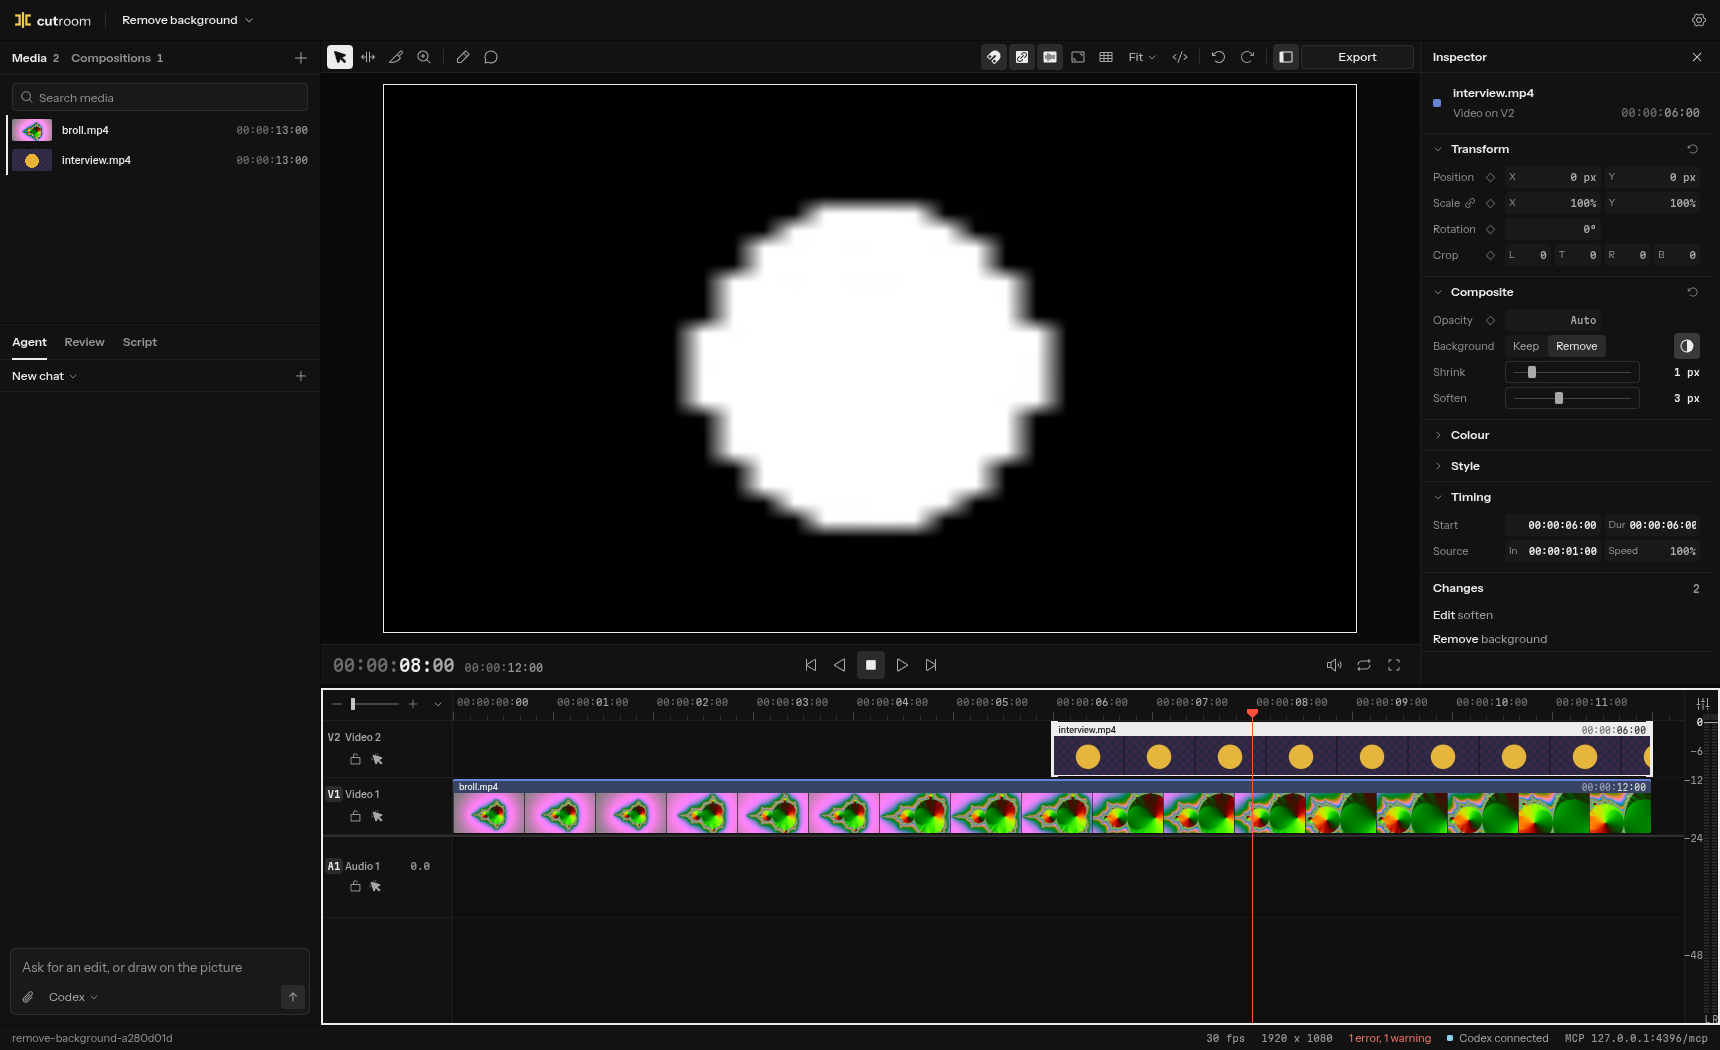 cutroom
Remove background
Media 2 Compositions 1
Search media
broll.mp4 00:00:13:00
interview.mp4 00:00:13:00
Agent Review Script
New chat
Ask for an edit, or draw on the picture
Codex
remove-background-a280d01d
Fit
Export
00:00:08:00 00:00:12:00
Inspector
interview.mp4
Video on V2 00:00:06:00
Transform
Position X 0 px Y 0 px
Scale X 100% Y 100%
Rotation 0°
Crop L 0 T 0 R 0 B 0
Composite
Opacity Auto
Background Keep Remove
Shrink 1 px
Soften 3 px
Colour
Style
Timing
Start 00:00:06:00 Dur 00:00:06:00
Source In 00:00:01:00 Speed 100%
Changes 2
Edit soften
Remove background
00:00:00:00 00:00:01:00 00:00:02:00 00:00:03:00 00:00:04:00 00:00:05:00 00:00:06:00 00:00:07:00 00:00:08:00 00:00:09:00 00:00:10:00 00:00:11:00
V2 Video 2
interview.mp4 00:00:06:00
V1 Video 1
broll.mp4 00:00:12:00
A1 Audio 1 0.0
0
-6
-12
-24
-48
L R
30 fps 1920 x 1080 1 error, 1 warning Codex connected MCP 127.0.0.1:4396/mcp